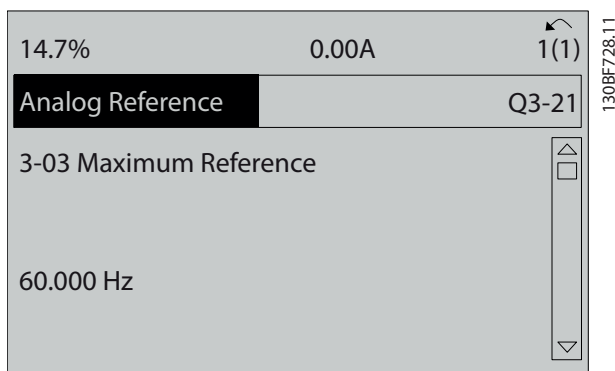 14.7% 0.00A 1(1)
Analog Reference Q3-21
3-03 Maximum Reference
60.000 Hz
130BF728.11